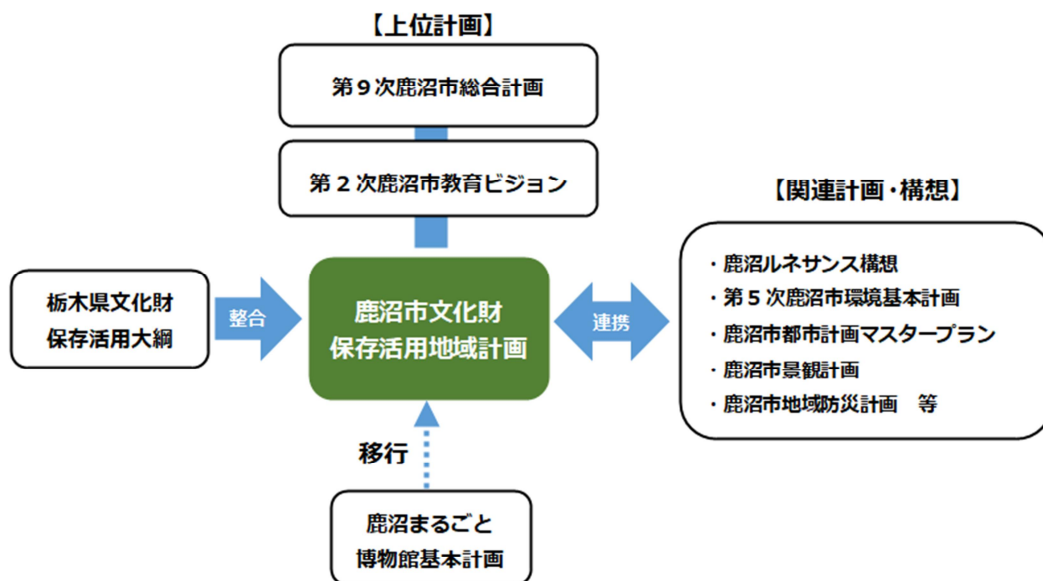 【上位計画】
第9次鹿沼市総合計画
第2次鹿沼市教育ビジョン
【関連計画・構想】
・鹿沼ルネサンス構想
・第5次鹿沼市環境基本計画
・鹿沼市都市計画マスタープラン
・鹿沼市景観計画
・鹿沼市地域防災計画　等
栃木県文化財
保存活用大綱
整合
鹿沼市文化財
保存活用地域計画
連携
移行
鹿沼まるごと
博物館基本計画